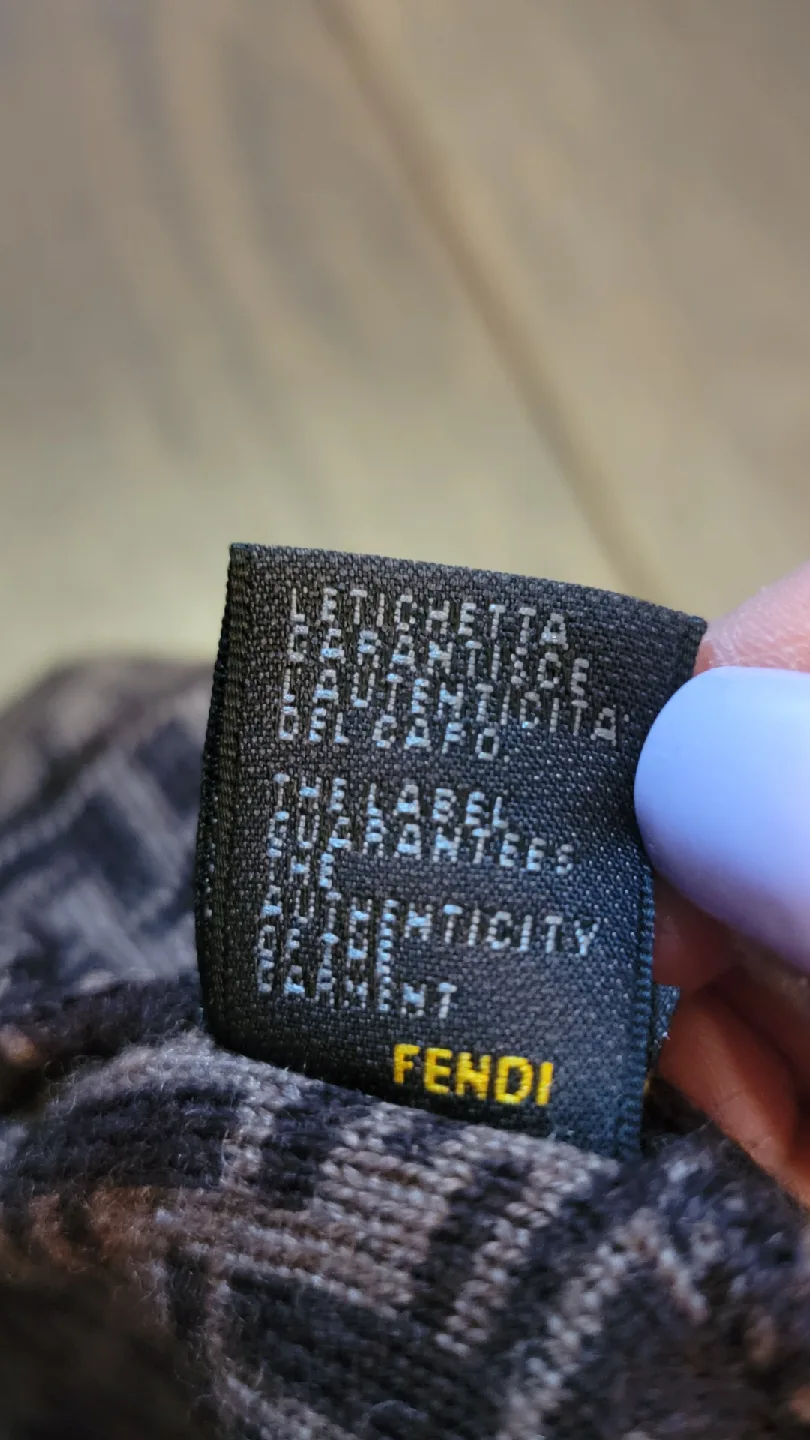 L'ETICHETTA
GARANTISCE
L'AUTENTICITA'
DEL CAPO.
THE LABEL
GUARANTEES
THE
AUTHENTICITY
OF THE
GARMENT
FENDI